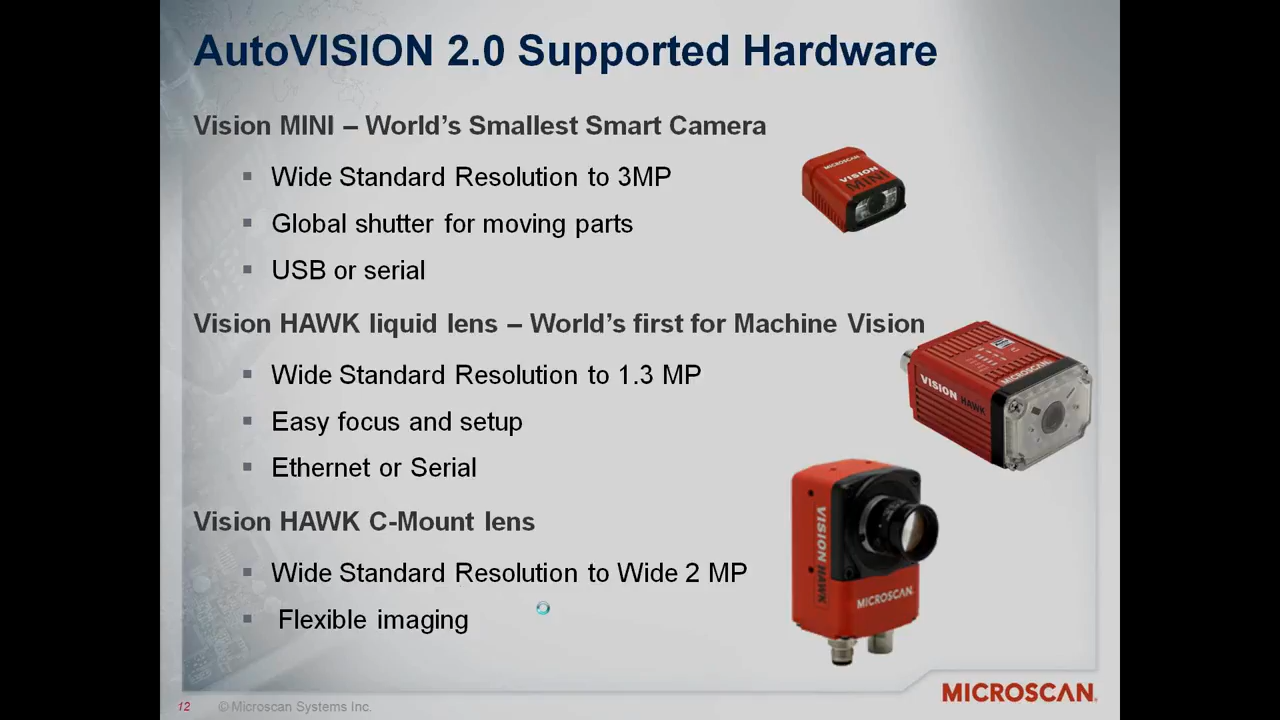 AutoVISION 2.0 Supported Hardware
Vision MINI – World's Smallest Smart Camera
▪ Wide Standard Resolution to 3MP
▪ Global shutter for moving parts
▪ USB or serial
MICROSCAN
VISION
MINI
Vision HAWK liquid lens – World's first for Machine Vision
▪ Wide Standard Resolution to 1.3 MP
▪ Easy focus and setup
▪ Ethernet or Serial
MICROSCAN
VISION HAWK
Vision HAWK C-Mount lens
▪ Wide Standard Resolution to Wide 2 MP
▪ Flexible imaging
VISION HAWK
MICROSCAN
12 © Microscan Systems Inc.
MICROSCAN.